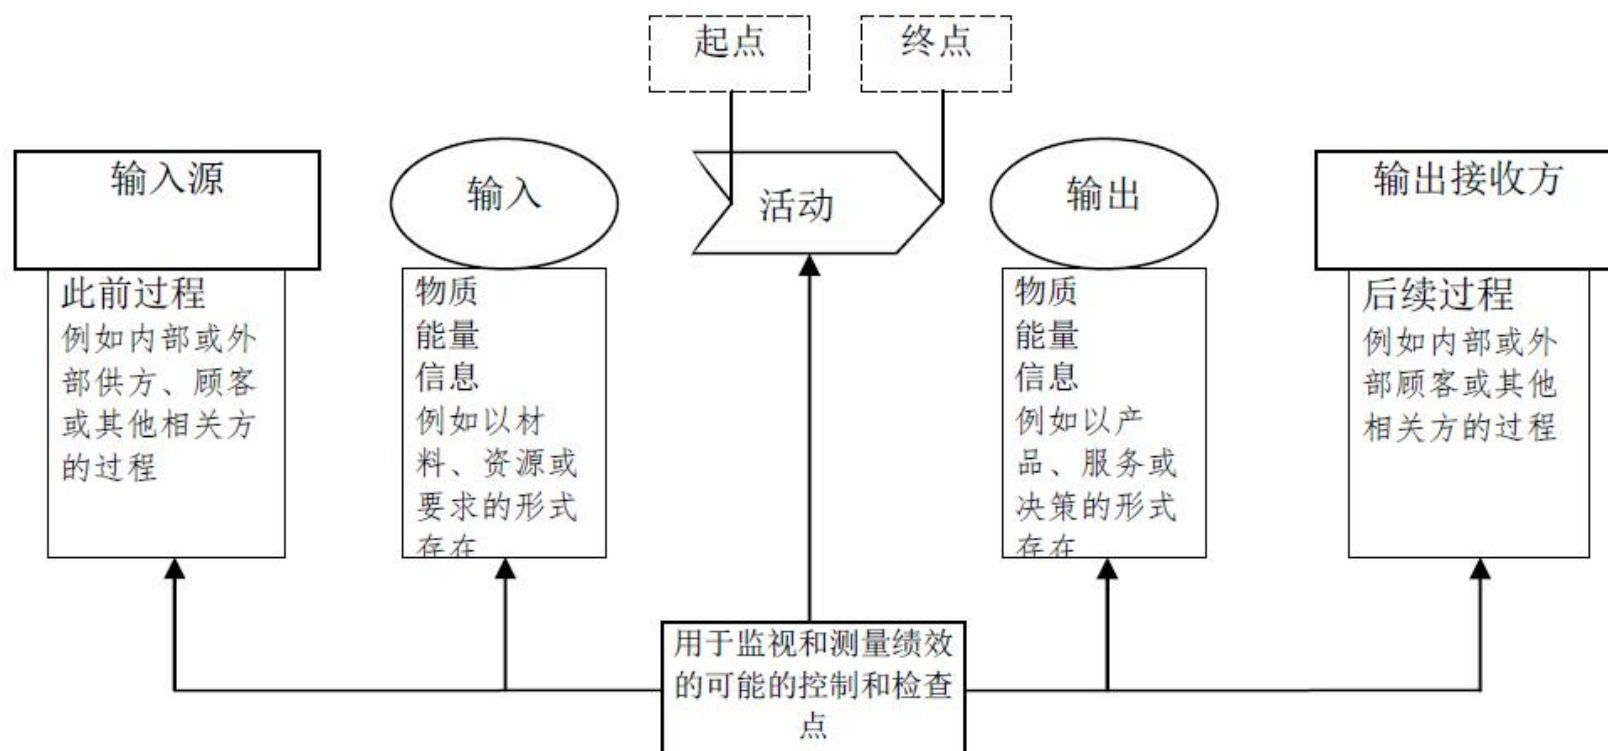 起点
终点
输入源
输入
活动
输出
输出接收方
此前过程
例如内部或外
部供方、顾客
或其他相关方
的过程
物质
能量
信息
例如以材
料、资源或
要求的形式
存在
物质
能量
信息
例如以产
品、服务或
决策的形式
存在
后续过程
例如内部或外
部顾客或其他
相关方的过程
用于监视和测量绩效
的可能的控制和检查
点